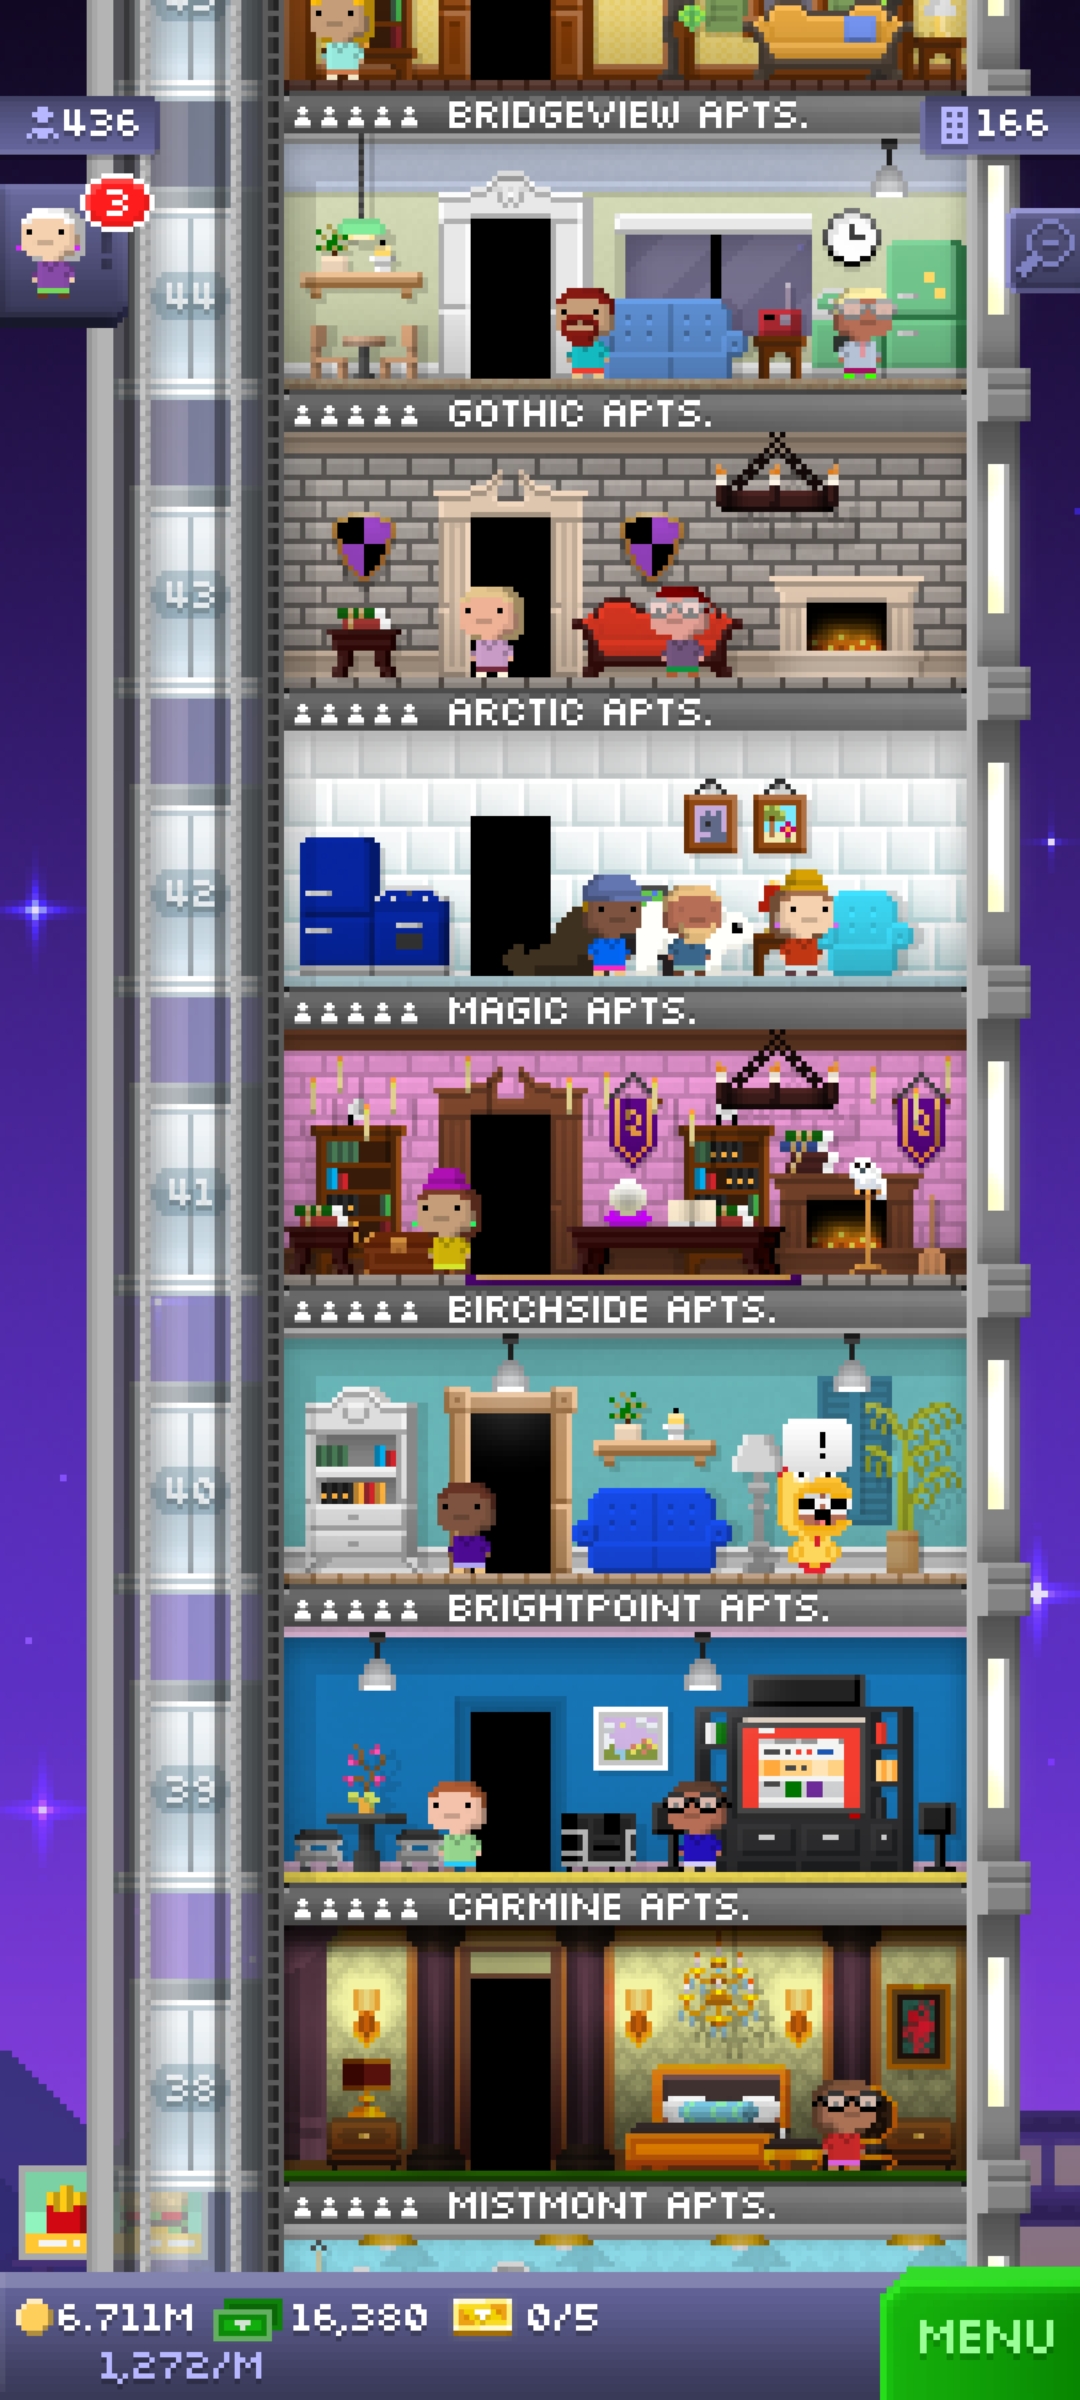 45
BRIDGEVIEW APTS.
436
166
3
!
44
GOTHIC APTS.
43
ARCTIC APTS.
42
MAGIC APTS.
41
BIRCHSIDE APTS.
!
40
BRIGHTPOINT APTS.
39
CARMINE APTS.
38
MISTMONT APTS.
6.711M 16,380 0/5
1,272/M
MENU